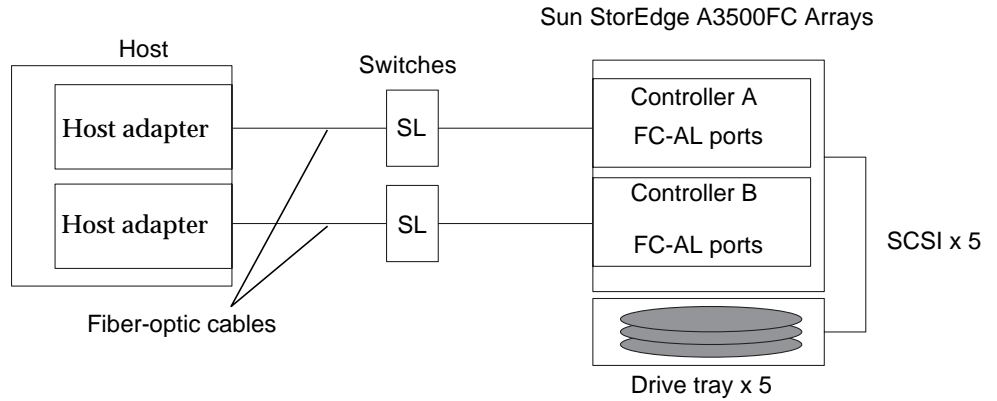 Sun StorEdge A3500FC Arrays
Host
Switches
Host adapter
SL
Controller A
FC-AL ports
Host adapter
SL
Controller B
FC-AL ports
SCSI x 5
Fiber-optic cables
Drive tray x 5